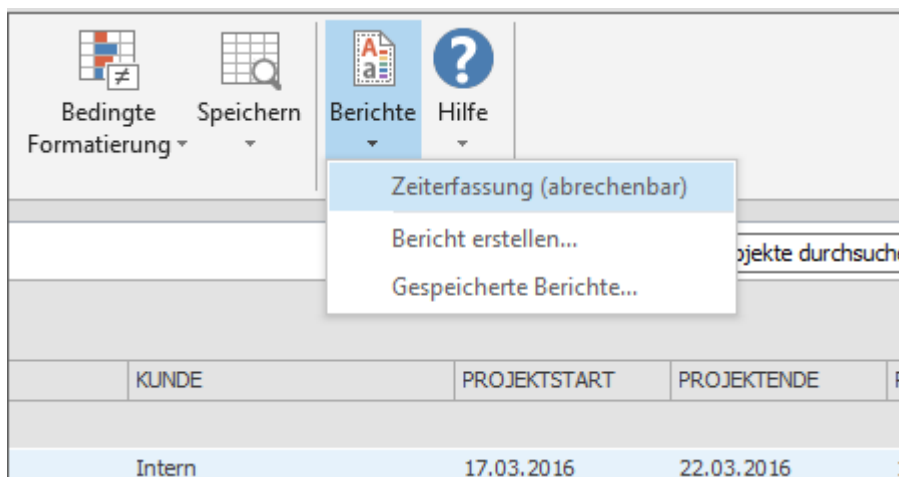 Bedingte
Formatierung
Speichern
Berichte
Hilfe
Zeiterfassung (abrechenbar)
Bericht erstellen...
Gespeicherte Berichte...
KUNDE
PROJEKTSTART
PROJEKTENDE
Intern
17.03.2016
22.03.2016